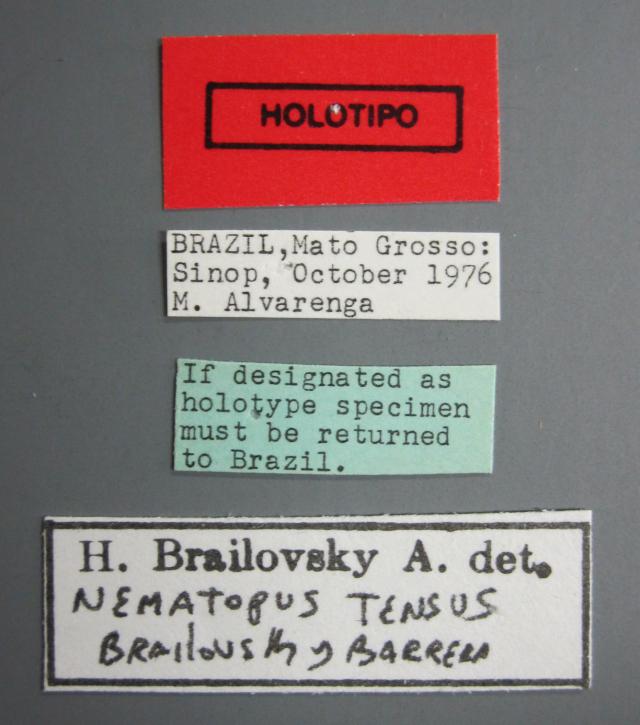 HOLOTIPO
BRAZIL,Mato Grosso:
Sinop, October 1976
M. Alvarenga
If designated as
holotype specimen
must be returned
to Brazil.
H. Brailovsky A. det.
NEMATOPUS TENSUS
BRAILOVSKY y BARRERA